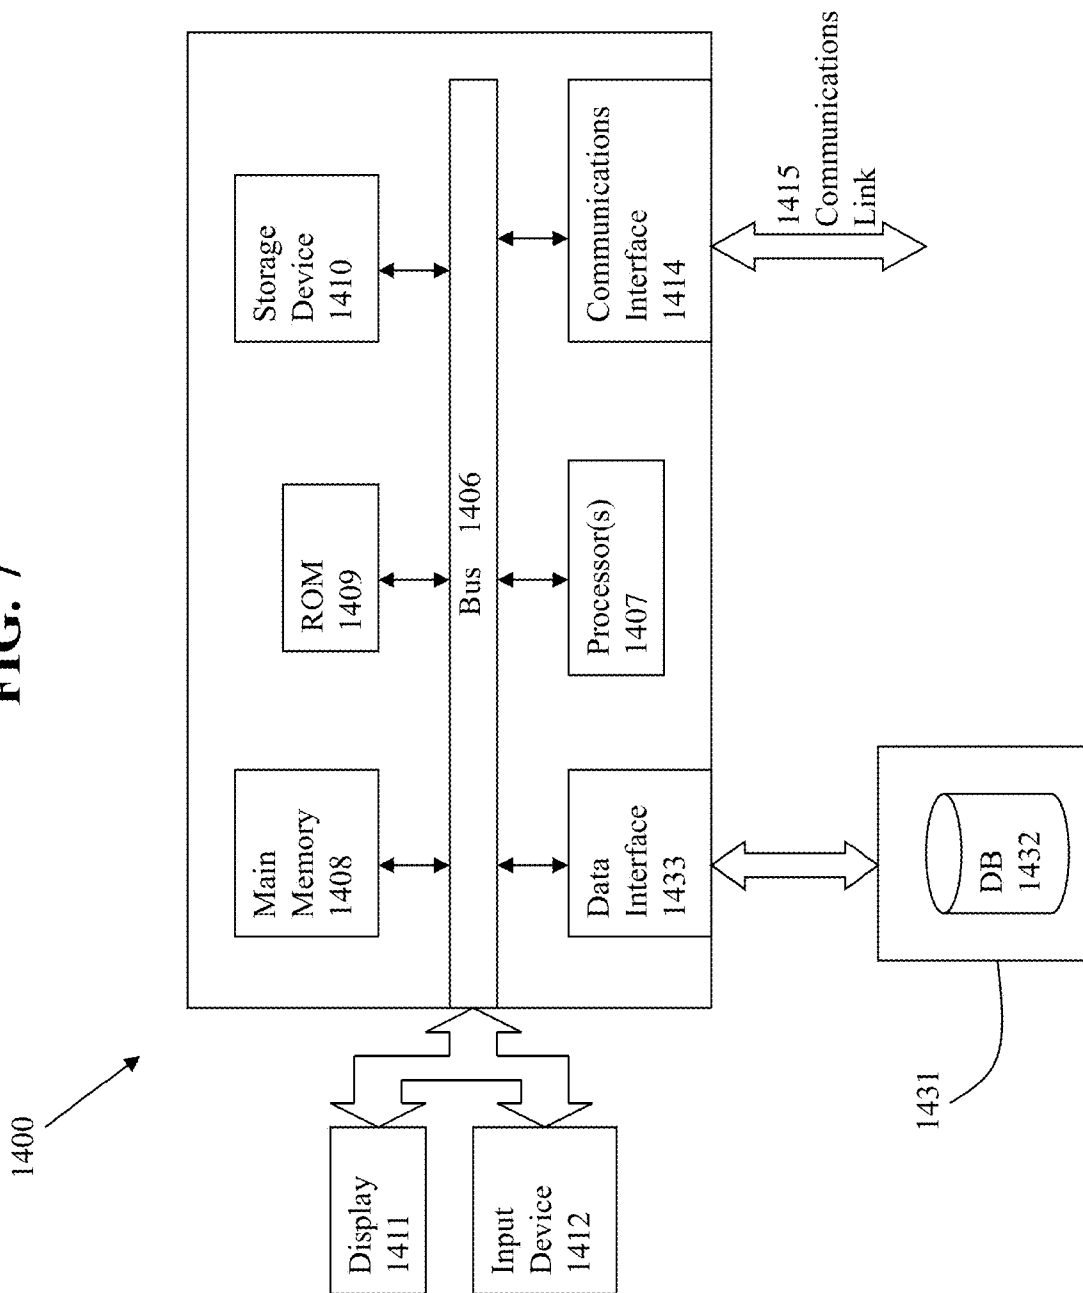 FIG. 7
1400
Main
Memory
1408
ROM
1409
Storage
Device
1410
Bus 1406
Data
Interface
1433
Processor(s)
1407
Communications
Interface
1414
Display
1411
Input
Device
1412
1415
Communications
Link
1431
DB
1432